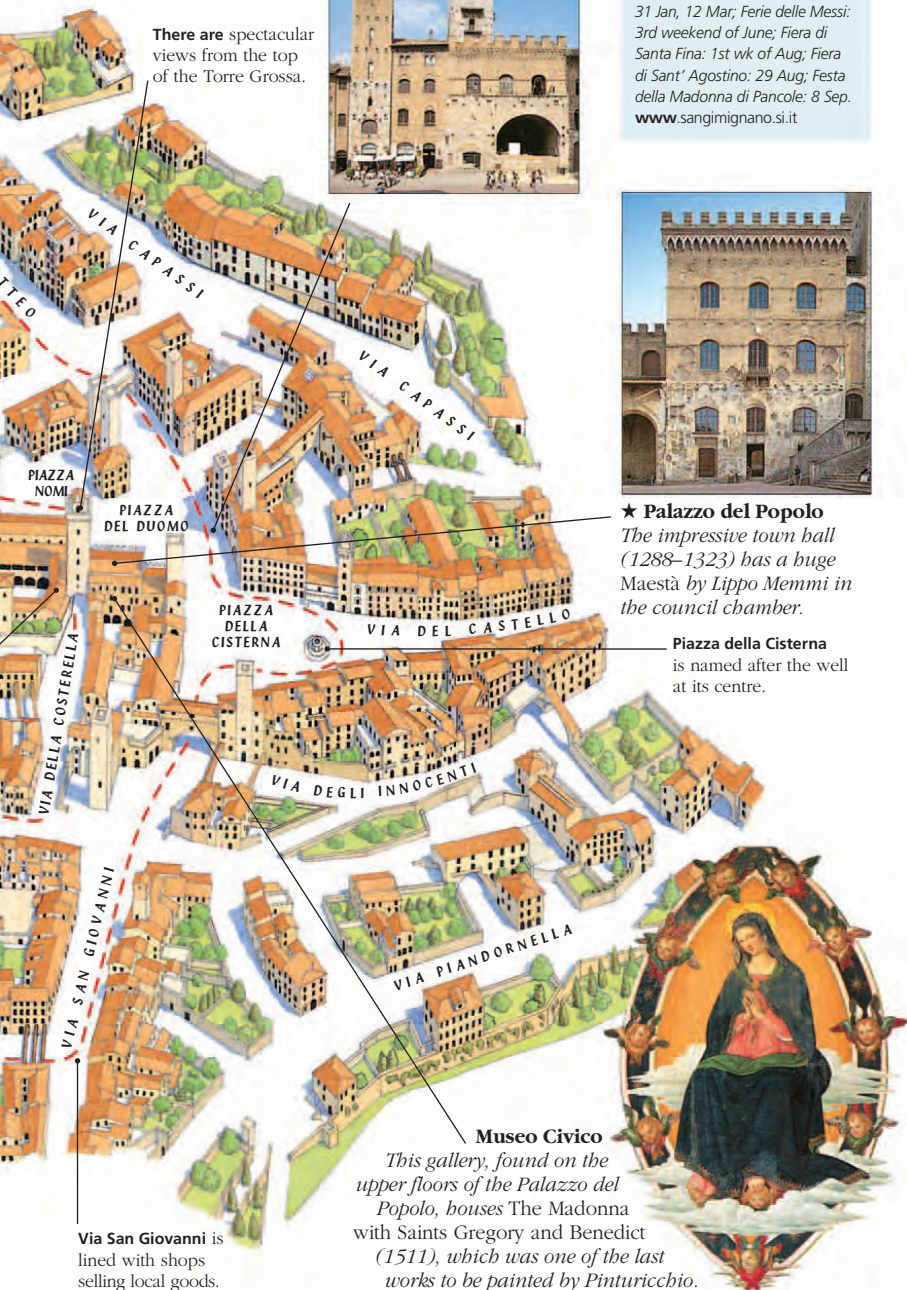 There are spectacular
views from the top
of the Torre Grossa.
31 Jan, 12 Mar; Ferie delle Messi:
3rd weekend of June; Fiera di
Santa Fina: 1st wk of Aug; Fiera
di Sant’ Agostino: 29 Aug; Festa
della Madonna di Pancole: 8 Sep.
www.sangimignano.si.it
VIA CAPASSI
TTEO
VIA CAPASSI
PIAZZA
NOMI
PIAZZA
DEL DUOMO
★ Palazzo del Popolo
The impressive town hall
(1288–1323) has a huge
Maestà by Lippo Memmi in
the council chamber.
PIAZZA
DELLA
CISTERNA
VIA DEL CASTELLO
Piazza della Cisterna
is named after the well
at its centre.
VIA DELLA COSTERELLA
VIA DEGLI INNOCENTI
VIA SAN GIOVANNI
VIA PIANDORNELLA
Museo Civico
This gallery, found on the
upper floors of the Palazzo del
Popolo, houses The Madonna
with Saints Gregory and Benedict
(1511), which was one of the last
works to be painted by Pinturicchio.
Via San Giovanni is
lined with shops
selling local goods.